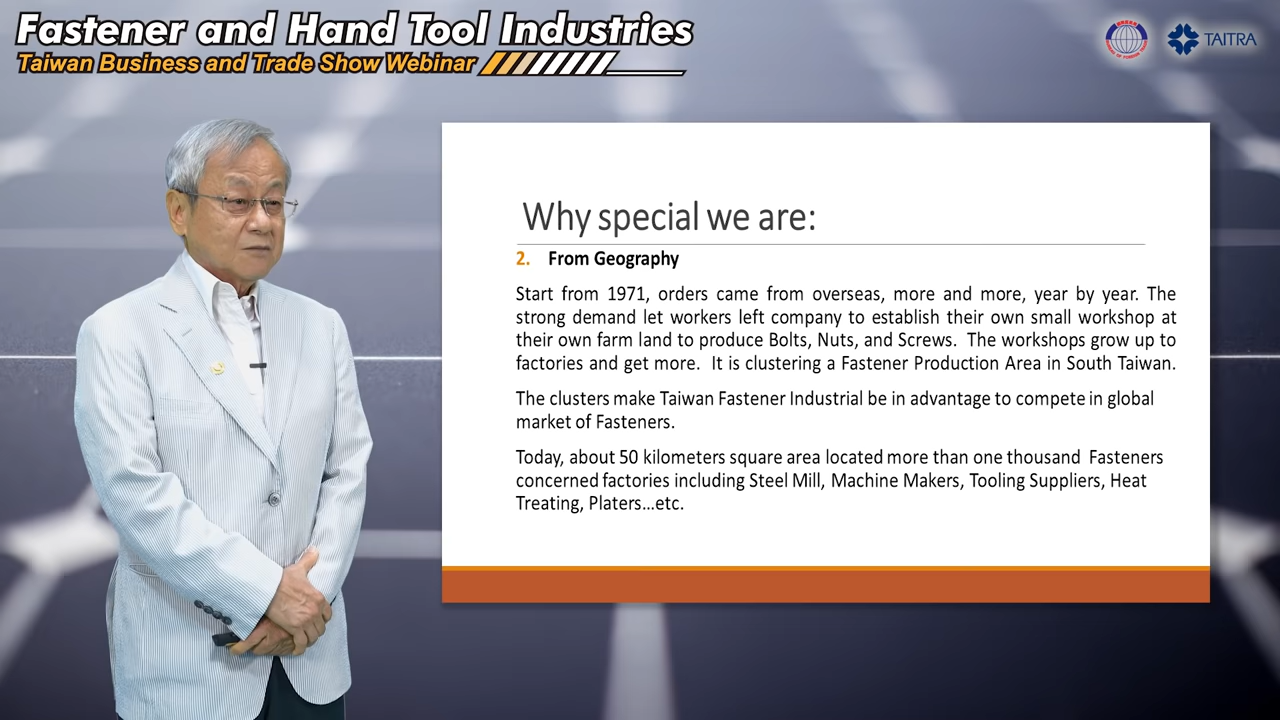 Fastener and Hand Tool Industries
Taiwan Business and Trade Show Webinar
TAITRA
Why special we are:
2. From Geography
Start from 1971, orders came from overseas, more and more, year by year. The
strong demand let workers left company to establish their own small workshop at
their own farm land to produce Bolts, Nuts, and Screws. The workshops grow up to
factories and get more. It is clustering a Fastener Production Area in South Taiwan.
The clusters make Taiwan Fastener Industrial be in advantage to compete in global
market of Fasteners.
Today, about 50 kilometers square area located more than one thousand Fasteners
concerned factories including Steel Mill, Machine Makers, Tooling Suppliers, Heat
Treating, Platers...etc.